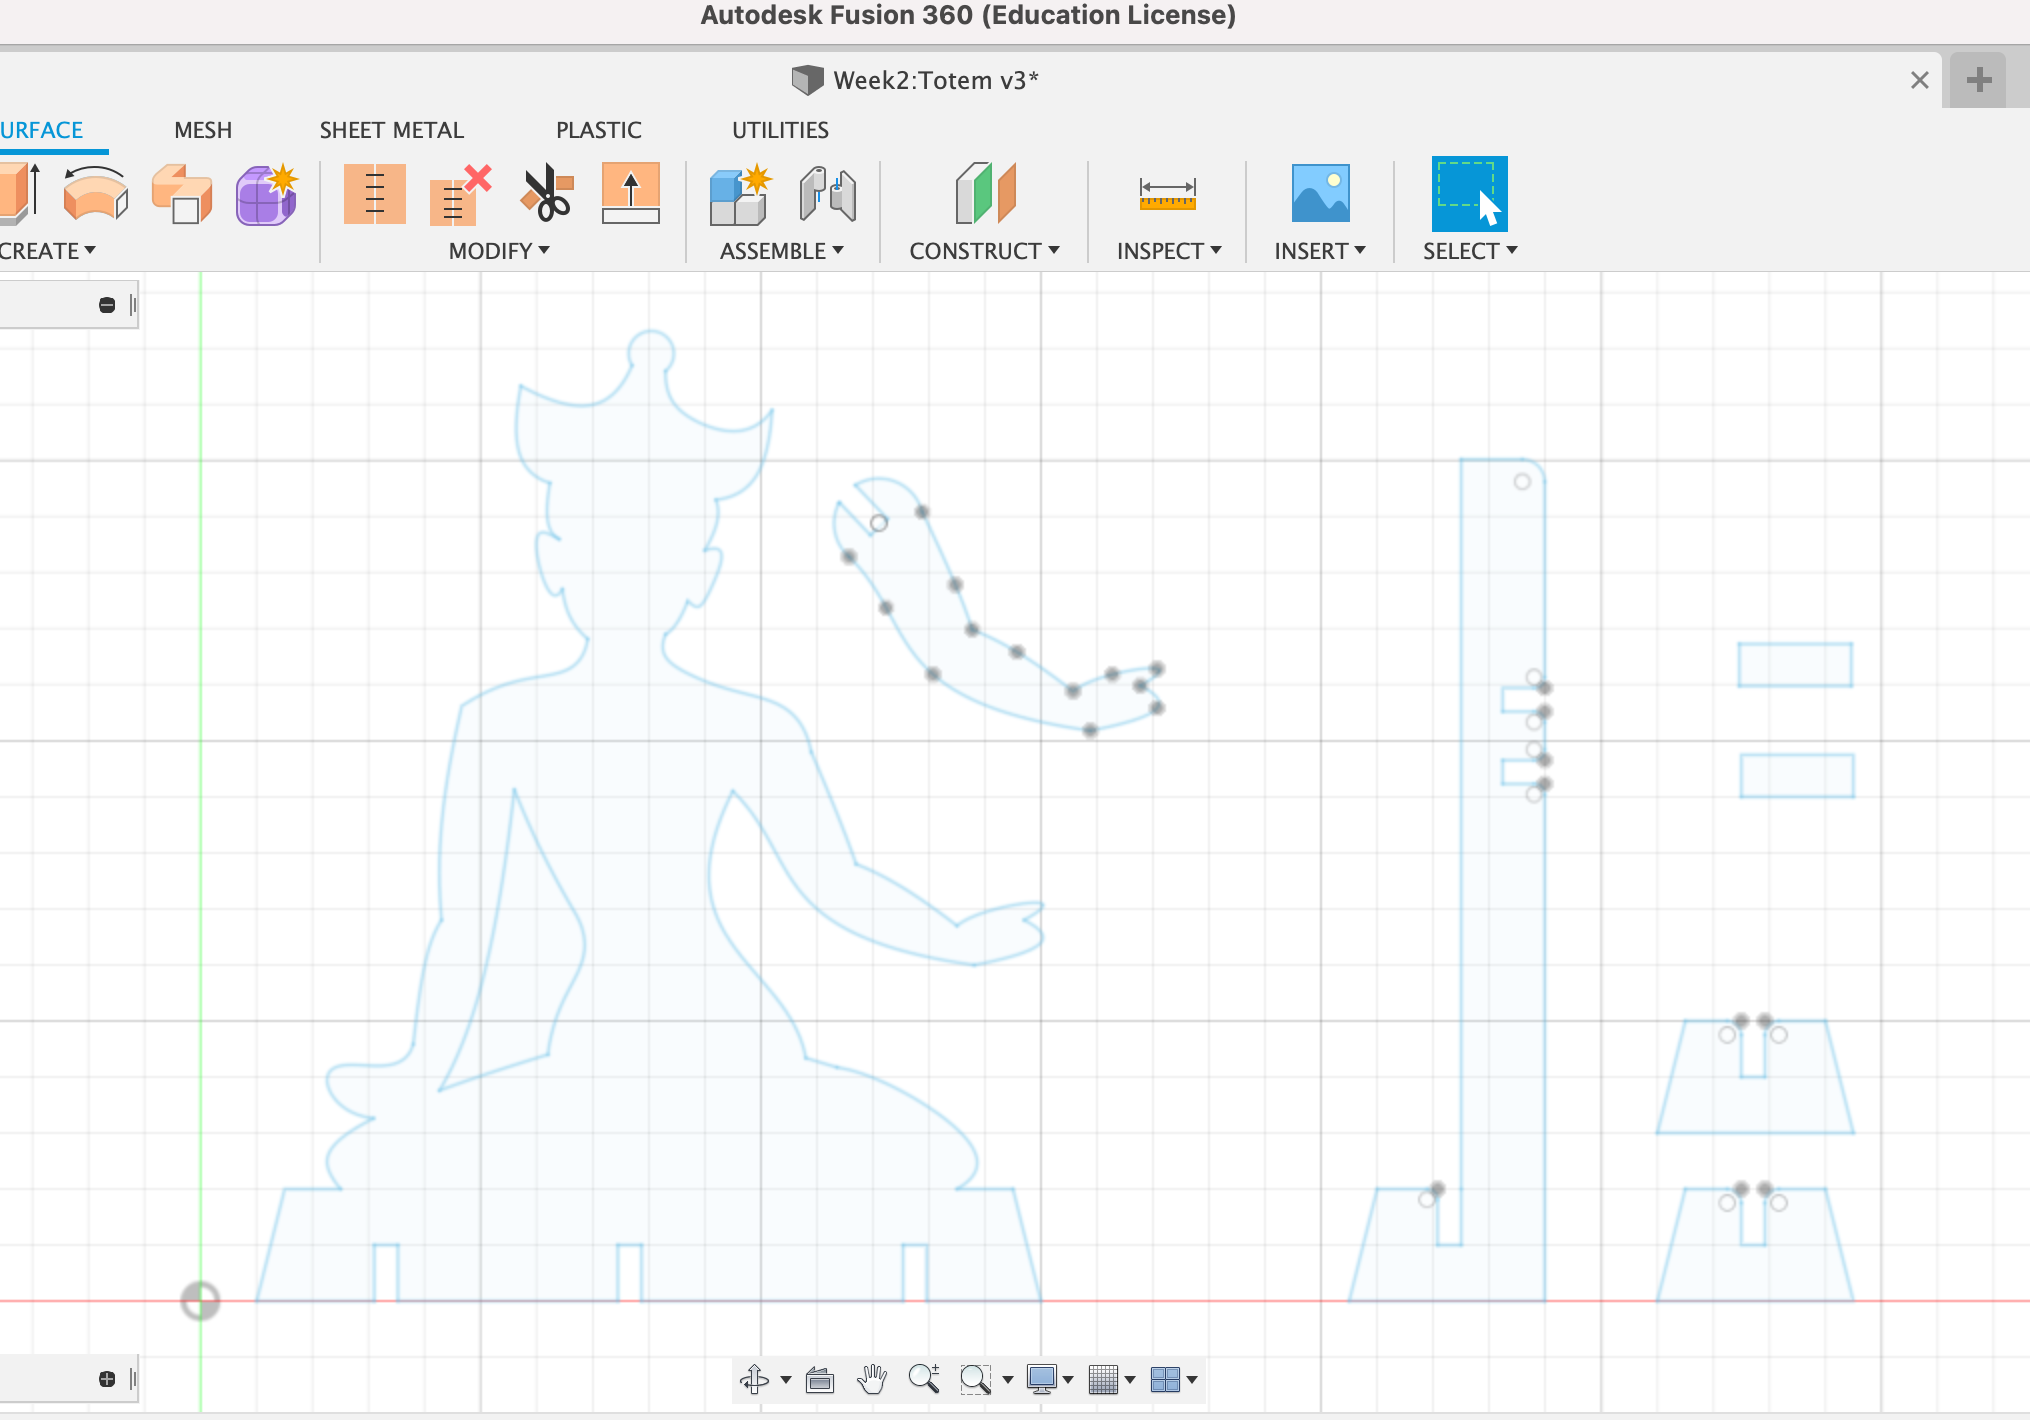 Autodesk Fusion 360 (Education License)
Week2:Totem v3*
URFACE MESH SHEET METAL PLASTIC UTILITIES
CREATE MODIFY ASSEMBLE CONSTRUCT INSPECT INSERT SELECT